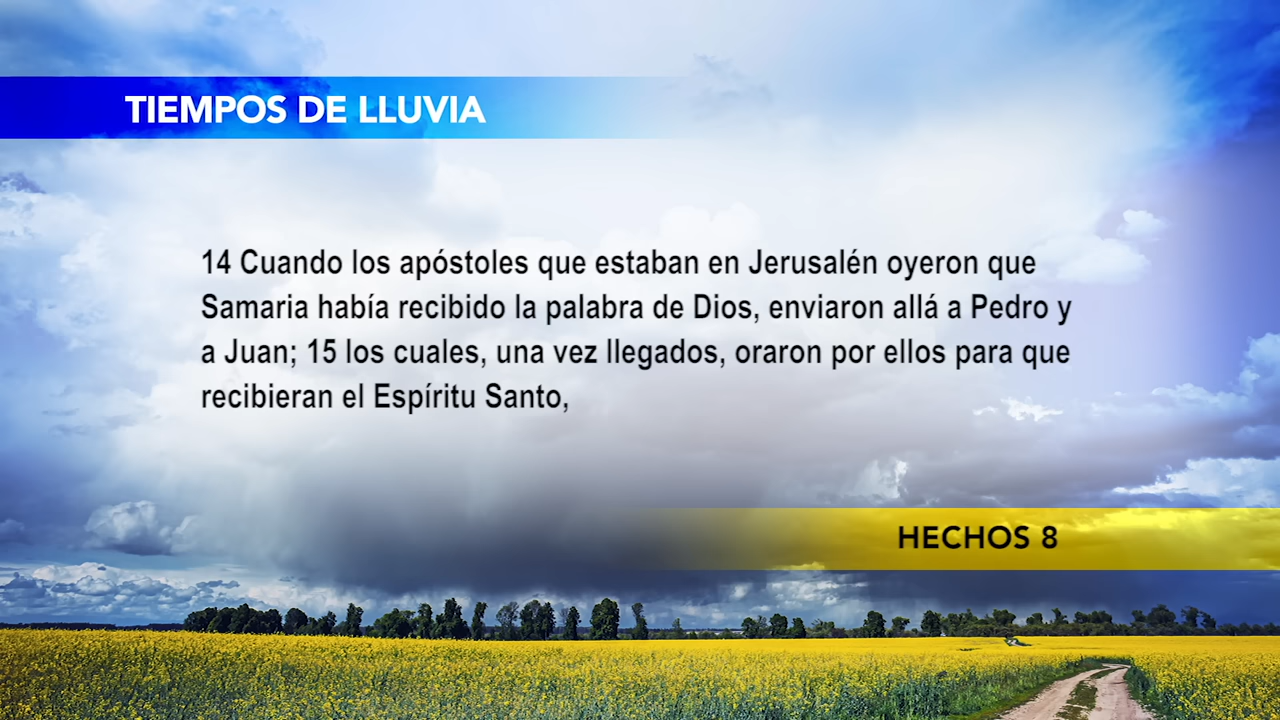 TIEMPOS DE LLUVIA
14 Cuando los apóstoles que estaban en Jerusalén oyeron que
Samaria había recibido la palabra de Dios, enviaron allá a Pedro y
a Juan; 15 los cuales, una vez llegados, oraron por ellos para que
recibieran el Espíritu Santo,
HECHOS 8